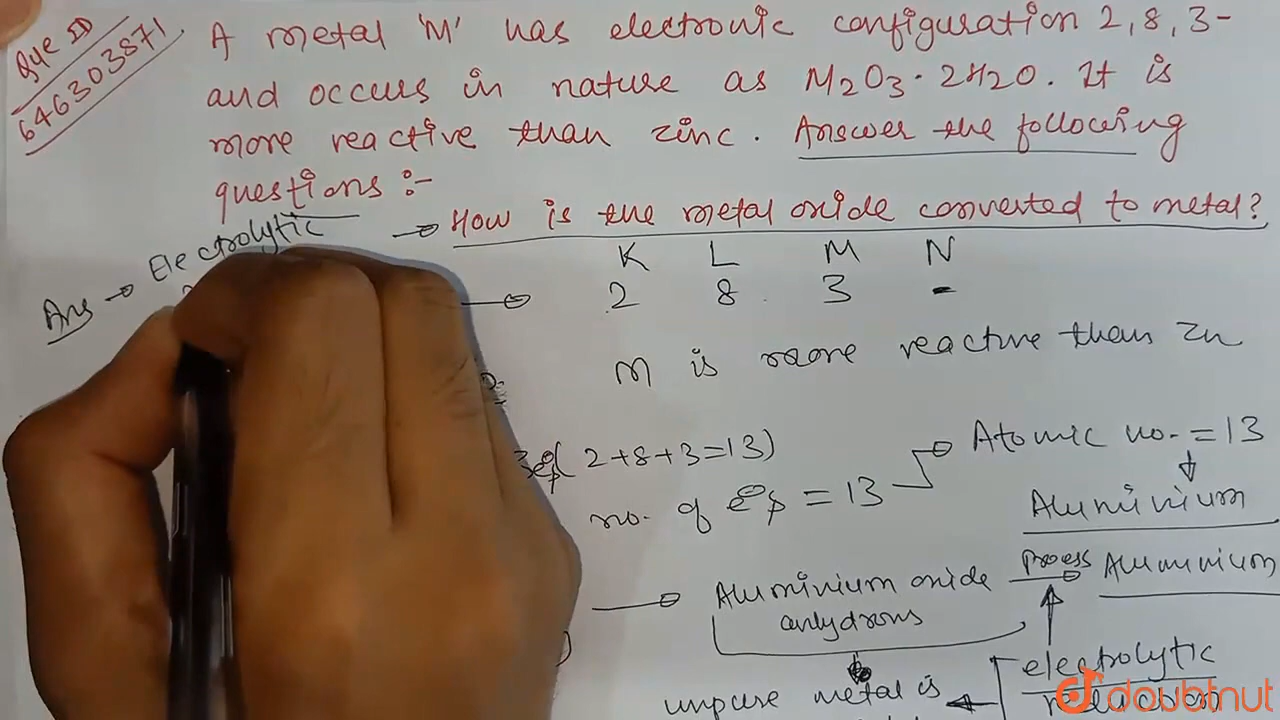 Que ID
646303871
A metal 'M' has electronic configuration 2,8,3-
and occurs in nature as M2O3·2H2O. It is
more reactive than zinc. Answer the following
questions :-
→ How is the metal oxide converted to metal?
Ans → Electrolytic
K L M N
→ 2 8 3 -
M is more reactive than Zn
(2+8+3=13)
no. of e⊖s = 13
Atomic no. = 13
Aluminium
→ Aluminium oxide process Aluminium
anlydrons
electrolytic
impure metal is
reduction
doubtnut